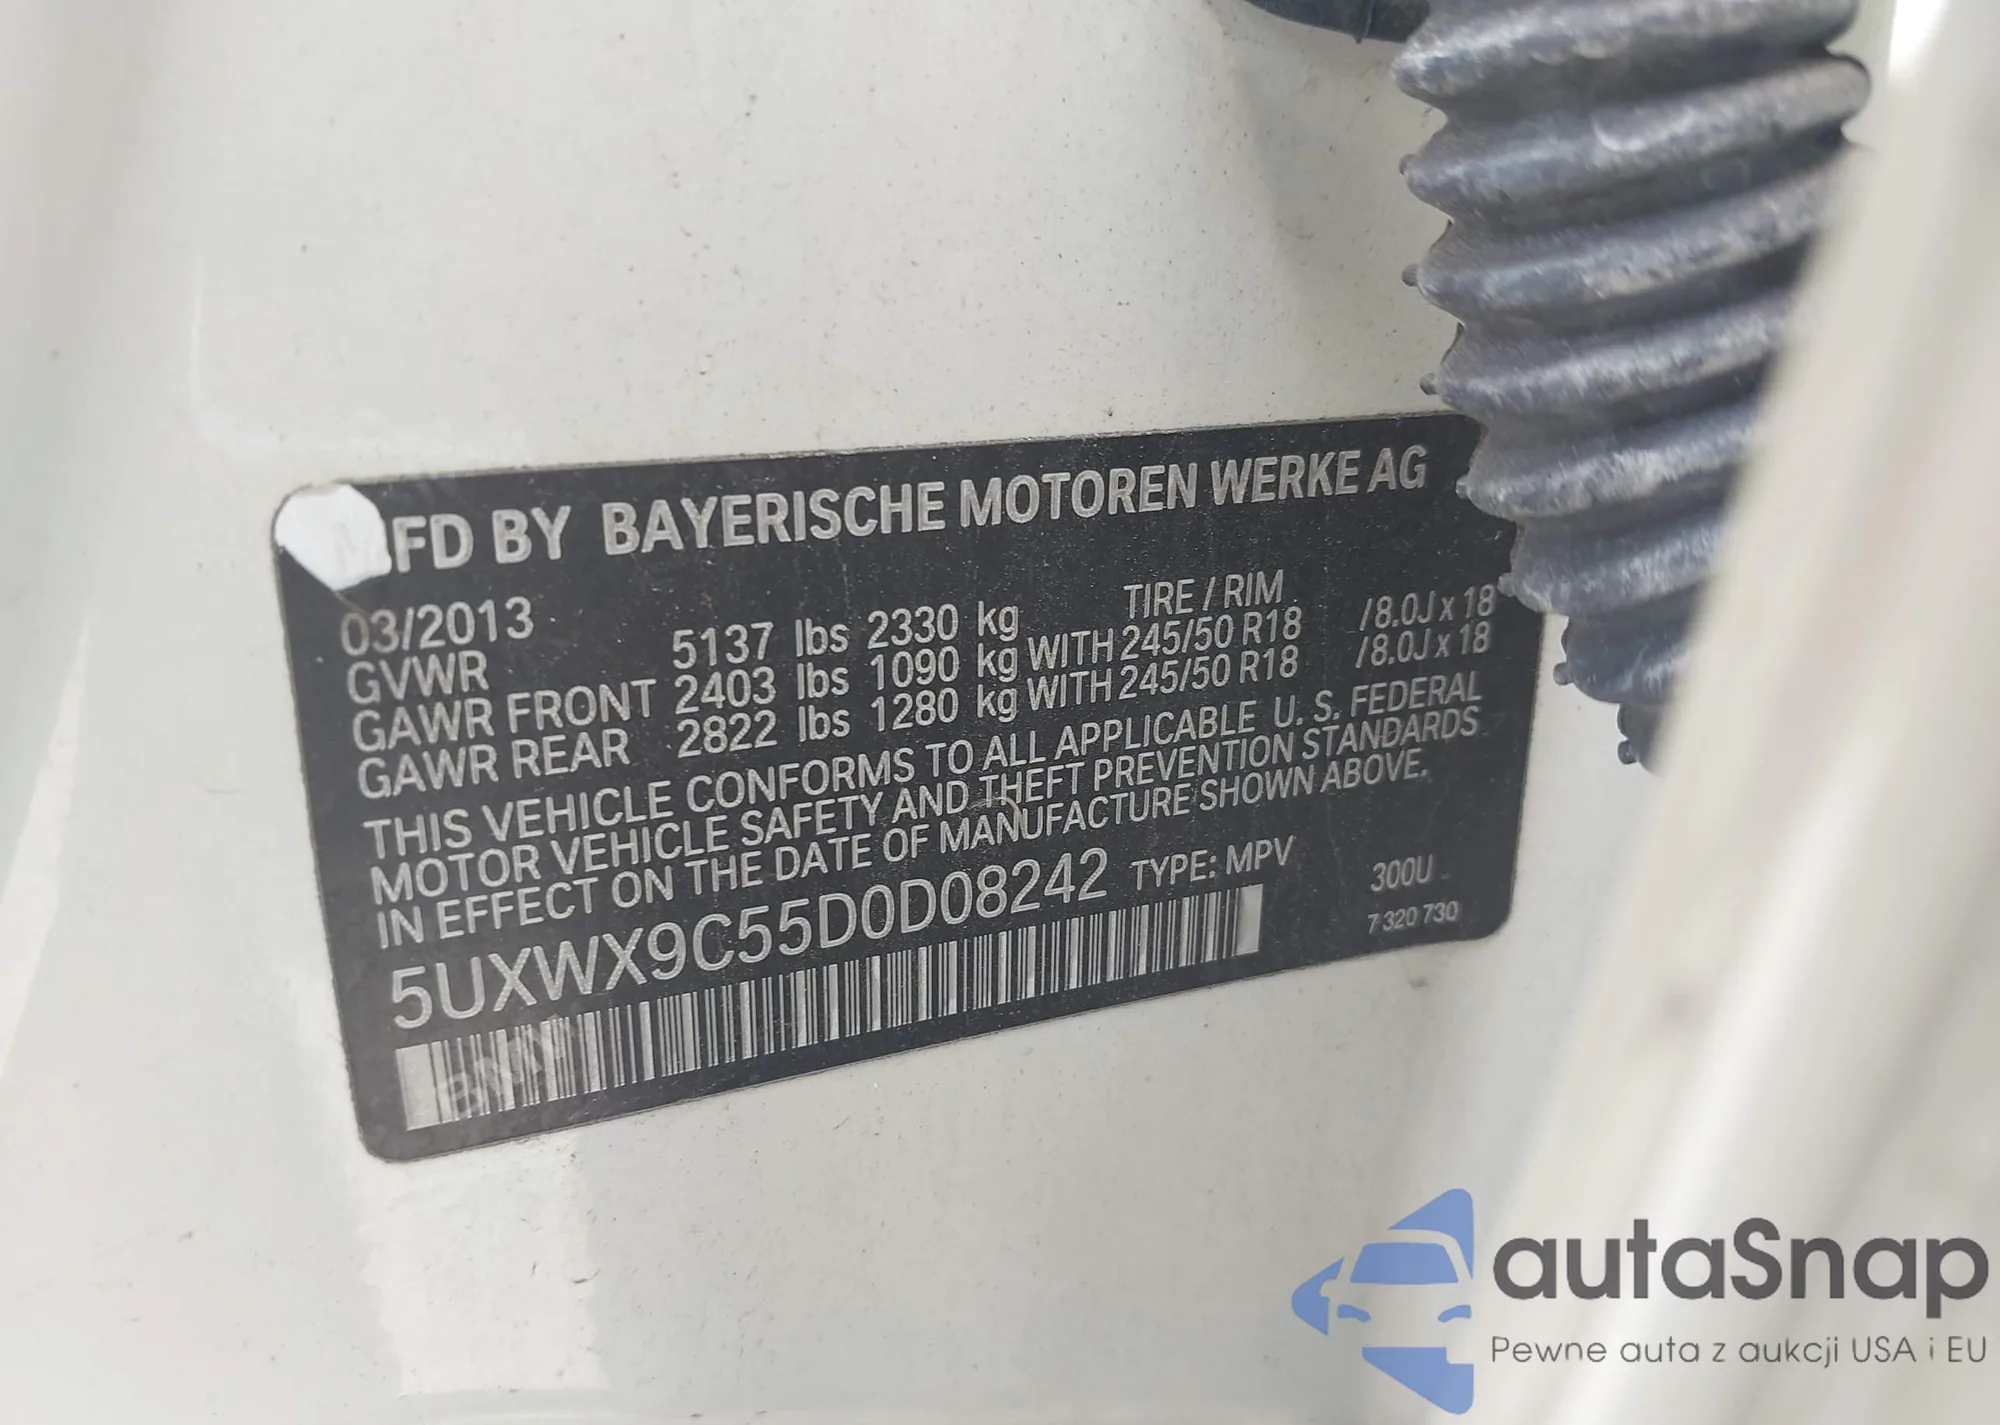 MFD BY BAYERISCHE MOTOREN WERKE AG
03/2013 TIRE / RIM
GVWR 5137 lbs 2330 kg
GAWR FRONT 2403 lbs 1090 kg WITH 245/50 R18 /8.0J x 18
GAWR REAR 2822 lbs 1280 kg WITH 245/50 R18 /8.0J x 18
THIS VEHICLE CONFORMS TO ALL APPLICABLE U. S. FEDERAL
MOTOR VEHICLE SAFETY AND THEFT PREVENTION STANDARDS
IN EFFECT ON THE DATE OF MANUFACTURE SHOWN ABOVE.
5UXWX9C55D0D08242 TYPE: MPV 300U
7 320 730
BMW
autaSnap
Pewne auta z aukcji USA i EU